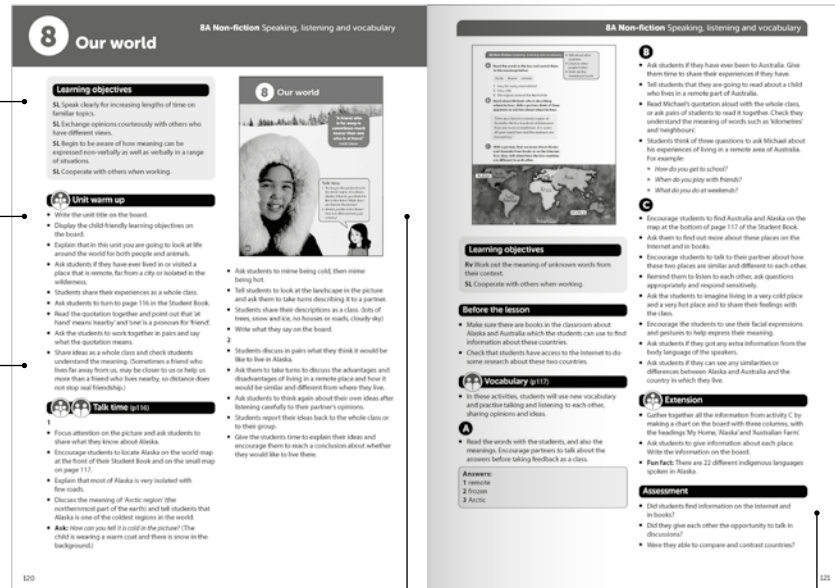 8
Our world
8A Non-fiction Speaking, listening and vocabulary
Learning objectives
SL Speak clearly for increasing lengths of time on
familiar topics.
SL Exchange opinions courteously with others who
have different views.
SL Begin to be aware of how meaning can be
expressed non-verbally as well as verbally in a range
of situations.
SL Cooperate with others when working.
Unit warm up
• Write the unit title on the board.
• Display the child-friendly learning objectives on
the board.
• Explain that in this unit you are going to look at life
around the world for both people and animals.
• Ask students if they have ever lived in or visited a
place that is remote, far from a city or isolated in the
wilderness.
• Students share their experiences as a whole class.
• Ask students to turn to page 116 in the Student Book.
• Read the quotation together and point out that 'at
hand' means 'nearby' and 'one' is a pronoun for 'friend'.
• Ask the students to work together in pairs and say
what the quotation means.
• Share ideas as a whole class and check students
understand the meaning. (Sometimes a friend who
lives far away from us, may be closer to us or help us
more than a friend who lives nearby, so distance does
not stop real friendship.)
Talk time (p116)
1
• Focus attention on the picture and ask students to
share what they know about Alaska.
• Encourage students to locate Alaska on the world map
at the front of their Student Book and on the small map
on page 117.
• Explain that most of Alaska is very isolated with
few roads.
• Discuss the meaning of 'Arctic region' (the
northernmost part of the earth) and tell students that
Alaska is one of the coldest regions in the world.
• Ask: How can you tell it is cold in the picture? (The
child is wearing a warm coat and there is snow in the
background.)
120
8 Our world
"A friend who
is far away is
sometimes much
nearer than one
who is at hand."
Talk time
• Ask students to mime being cold, then mime
being hot.
• Tell students to look at the landscape in the picture
and ask them to take turns describing it to a partner.
• Students share their descriptions as a class. (lots of
trees, snow and ice, no houses or roads, cloudy sky)
• Write what they say on the board.
2
• Students discuss in pairs what they think it would be
like to live in Alaska.
• Ask them to take turns to discuss the advantages and
disadvantages of living in a remote place and how it
would be similar and different from where they live.
• Ask students to think again about their own ideas after
listening carefully to their partner's opinions.
• Students report their ideas back to the whole class or
to their group.
• Give the students time to explain their ideas and
encourage them to reach a conclusion about whether
they would like to live there.
8A Non-fiction Speaking, listening and vocabulary
Learning objectives
Rv Work out the meaning of unknown words from
their context.
SL Cooperate with others when working.
Before the lesson
• Make sure there are books in the classroom about
Australia and Alaska which the students can use to find
information about these countries.
• Check that students have access to the Internet to do
some research about these two countries.
Vocabulary (p117)
• In these activities, students will use new vocabulary
and practise talking and listening to each other,
sharing opinions and ideas.
A
• Read the words with the students, and also the
meanings. Encourage partners to talk about the
answers before taking feedback as a class.
Answers:
1 remote
2 frozen
3 Arctic
B
• Ask students if they have ever been to Australia. Give
them time to share their experiences if they have.
• Tell students that they are going to read about a child
who lives in a remote part of Australia.
• Read Michael's quotation aloud with the whole class,
or ask pairs of students to read it together. Check they
understand the meaning of words such as 'kilometres'
and 'neighbours'.
• Students think of three questions to ask Michael about
his experiences of living in a remote area of Australia.
For example:
• How do you get to school?
• When do you play with friends?
• What do you do at weekends?
C
• Encourage students to find Australia and Alaska on the
map at the bottom of page 117 of the Student Book.
• Ask them to find out more about these places on the
Internet and in books.
• Encourage students to talk to their partner about how
these two places are similar and different to each other.
• Remind them to listen to each other, ask questions
appropriately and respond sensitively.
• Ask the students to imagine living in a very cold place
and a very hot place and to share their feelings with
the class.
• Encourage the students to use their facial expressions
and gestures to help express their meaning.
• Ask students if they got any extra information from the
body language of the speakers.
• Ask students if they can see any similarities or
differences between Alaska and Australia and the
country in which they live.
Extension
• Gather together all the information from activity C by
making a chart on the board with three columns, with
the headings 'My Home, 'Alaska' and 'Australian Farm'.
• Ask students to give information about each place.
Write the information on the board.
• Fun fact: There are 22 different indigenous languages
spoken in Alaska.
Assessment
• Did students find information on the Internet and
in books?
• Did they give each other the opportunity to talk in
discussions?
• Were they able to compare and contrast countries?
121